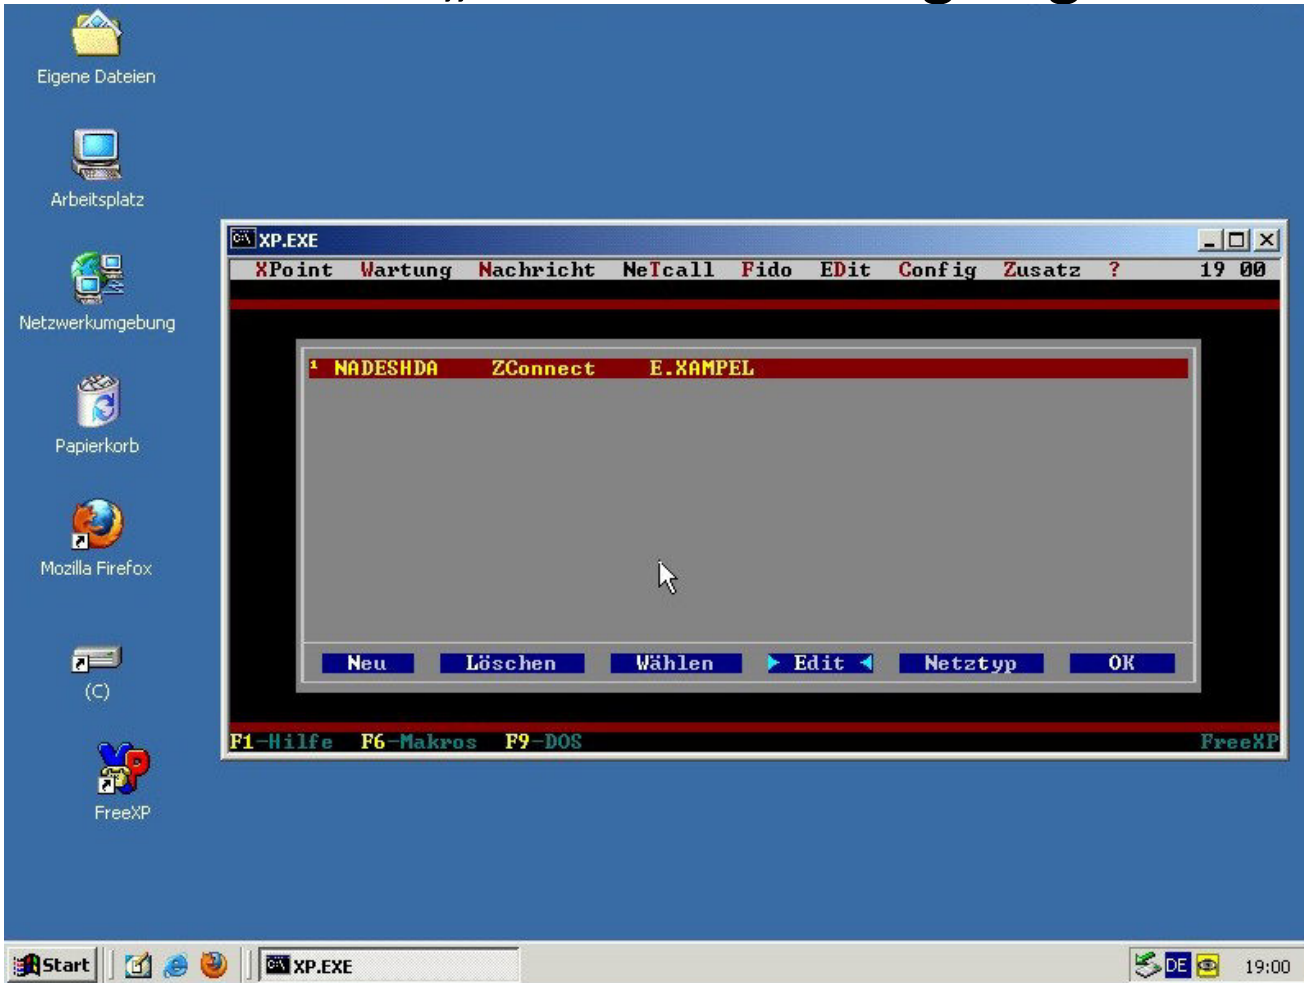 Eigene Dateien
Arbeitsplatz
Netzwerkumgebung
Papierkorb
Mozilla Firefox
(C)
FreeXP
C:\ XP.EXE
XPoint Wartung Nachricht NeTcall Fido EDit Config Zusatz ? 19 00
1 NADESHDA ZConnect E.XAMPEL
Neu Löschen Wählen Edit Netztyp OK
F1-Hilfe F6-Makros F9-DOS FreeXP
Start XP.EXE DE 19:00